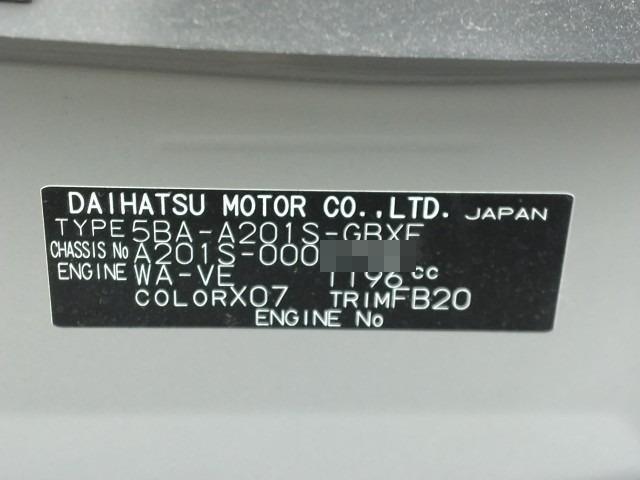 DAIHATSU MOTOR CO.,LTD. JAPAN
TYPE 5BA-A201S-GBXF
CHASSIS No A201S-000
ENGINE WA-VE 1196 cc
COLOR X07 TRIM FB20
ENGINE No